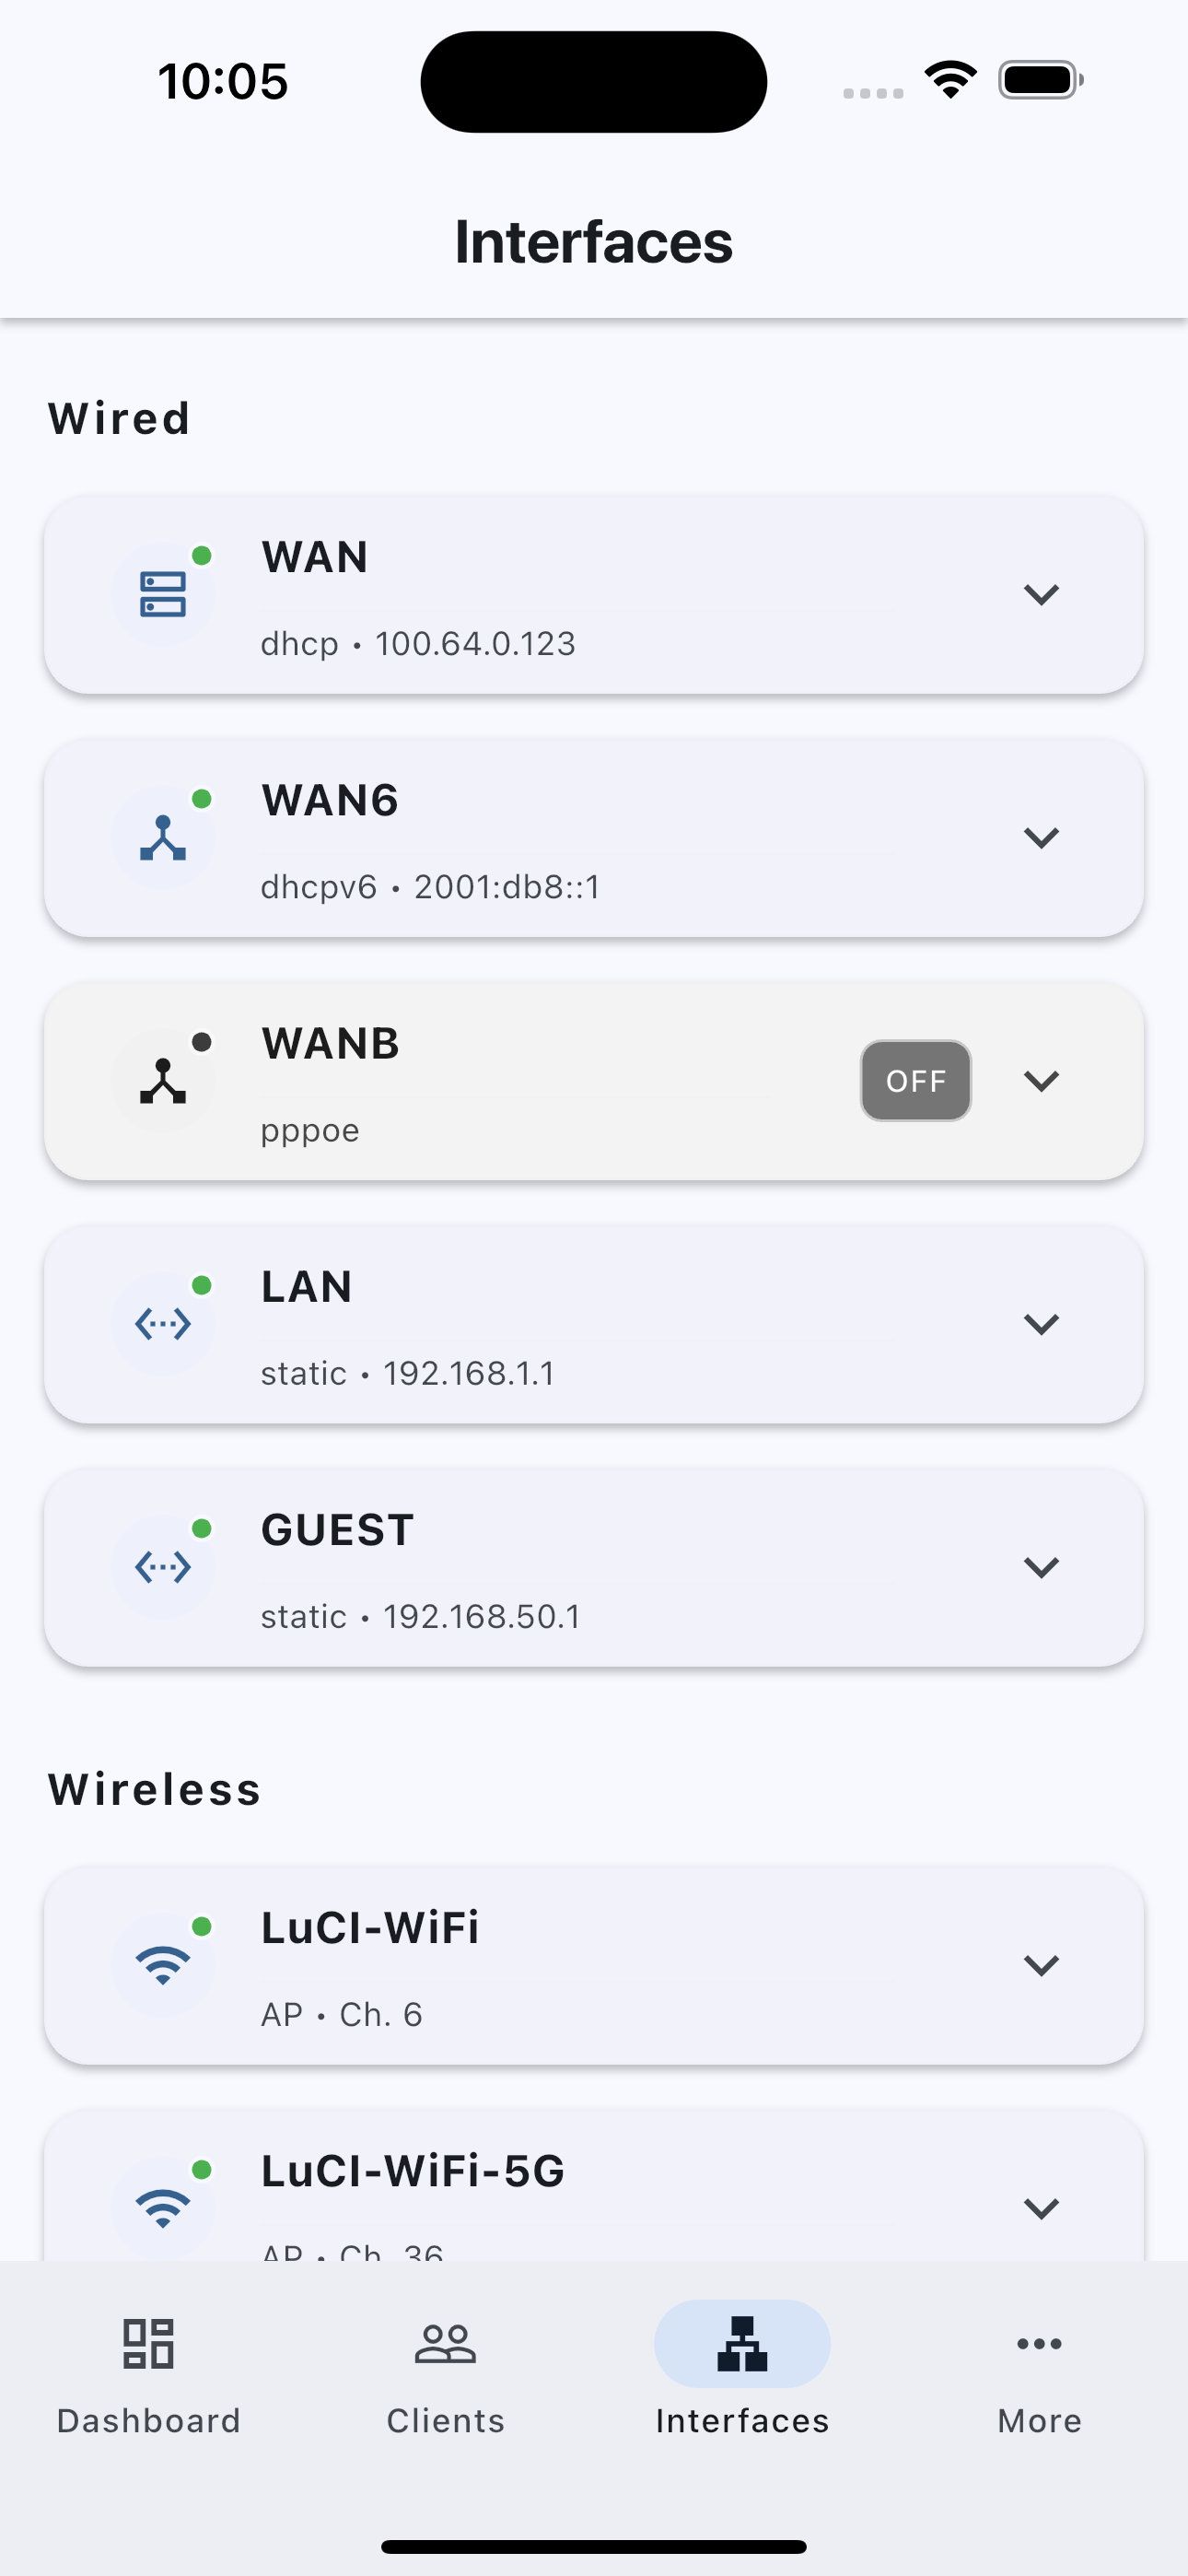 10:05
Interfaces
Wired
WAN
dhcp • 100.64.0.123
WAN6
dhcpv6 • 2001:db8::1
WANB
OFF
pppoe
LAN
static • 192.168.1.1
GUEST
static • 192.168.50.1
Wireless
LuCI-WiFi
AP • Ch. 6
LuCI-WiFi-5G
AP • Ch. 36
Dashboard
Clients
Interfaces
More